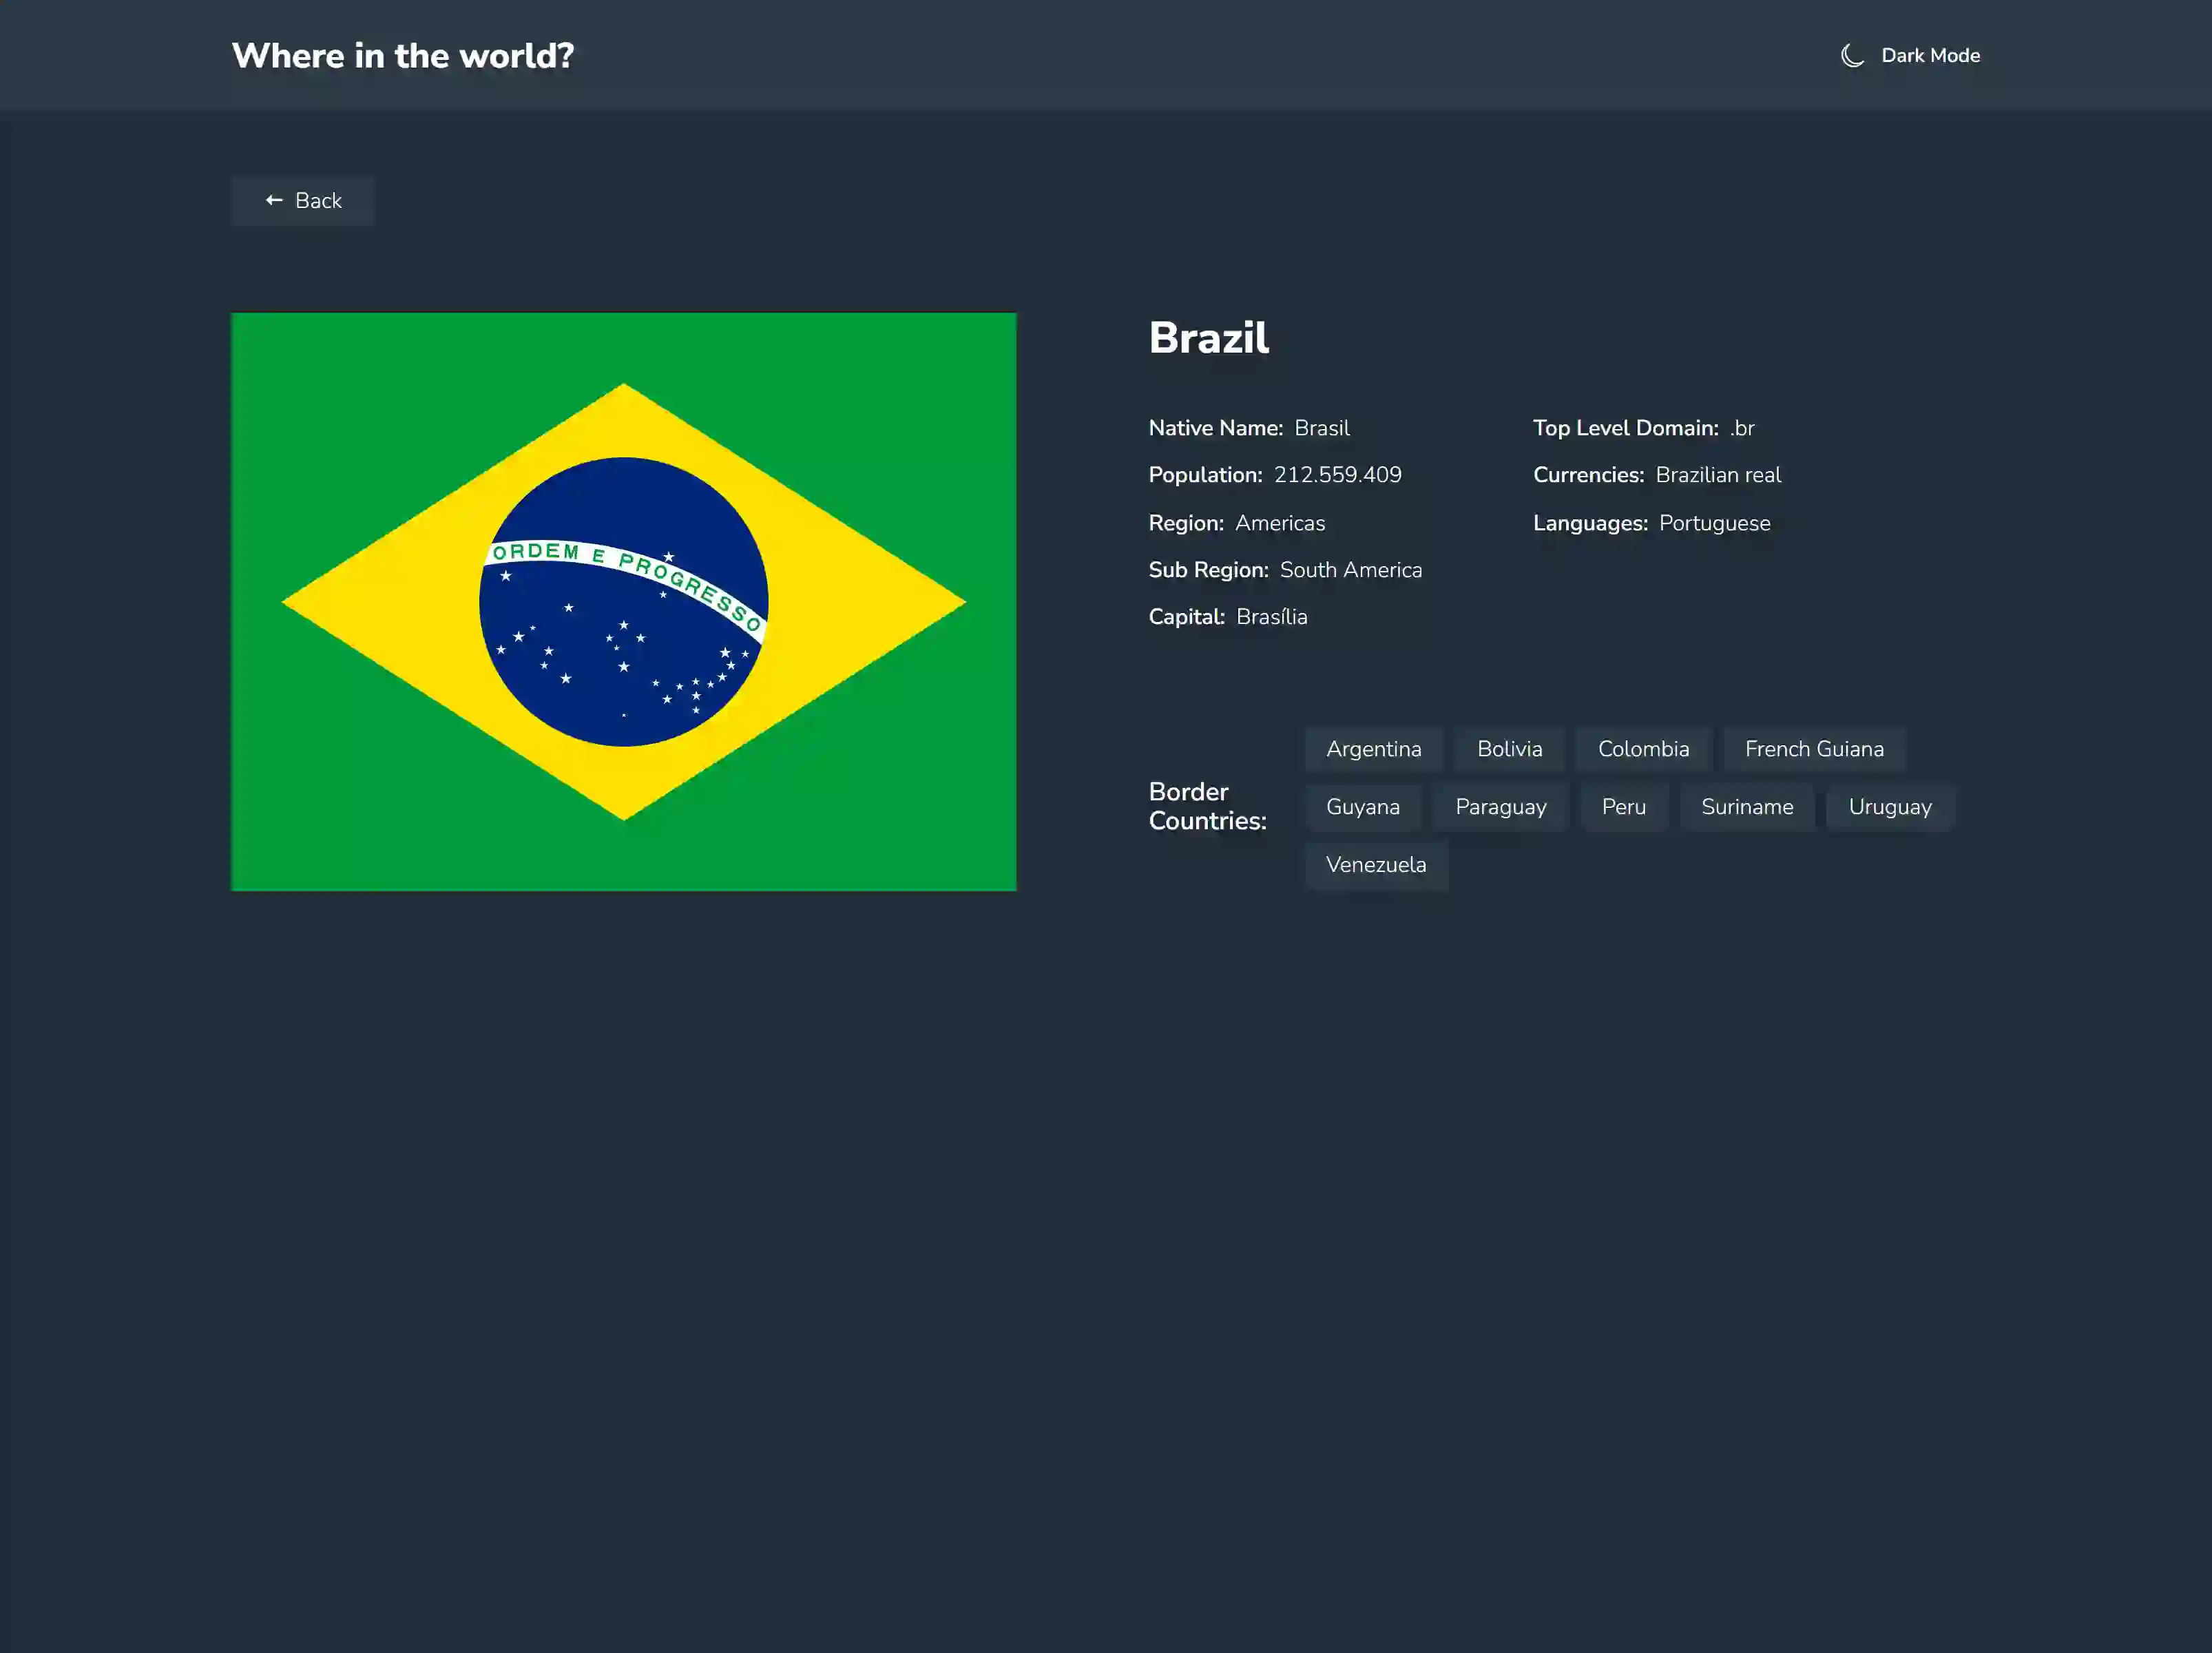 Where in the world?
Dark Mode
Back
ORDEM E PROGRESSO
Brazil
Native Name: Brasil
Population: 212.559.409
Region: Americas
Sub Region: South America
Capital: Brasília
Top Level Domain: .br
Currencies: Brazilian real
Languages: Portuguese
Border
Countries:
Argentina Bolivia Colombia French Guiana
Guyana Paraguay Peru Suriname Uruguay
Venezuela